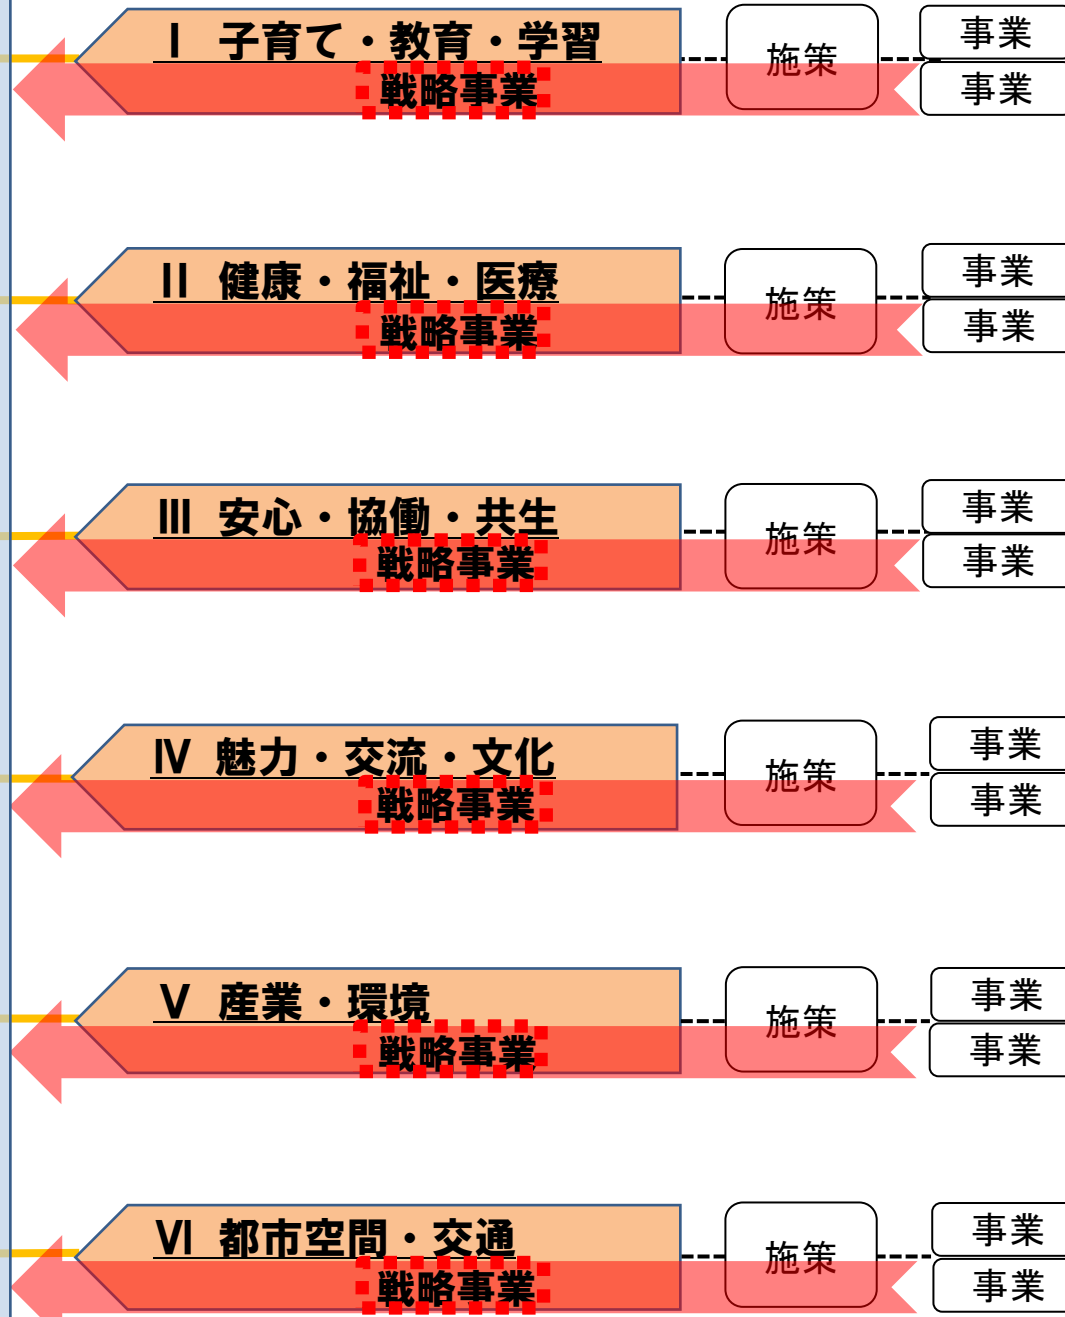 Ⅰ 子育て・教育・学習
戦略事業
施策
事業
事業
Ⅱ 健康・福祉・医療
戦略事業
施策
事業
事業
Ⅲ 安心・協働・共生
戦略事業
施策
事業
事業
Ⅳ 魅力・交流・文化
戦略事業
施策
事業
事業
Ⅴ 産業・環境
戦略事業
施策
事業
事業
Ⅵ 都市空間・交通
戦略事業
施策
事業
事業